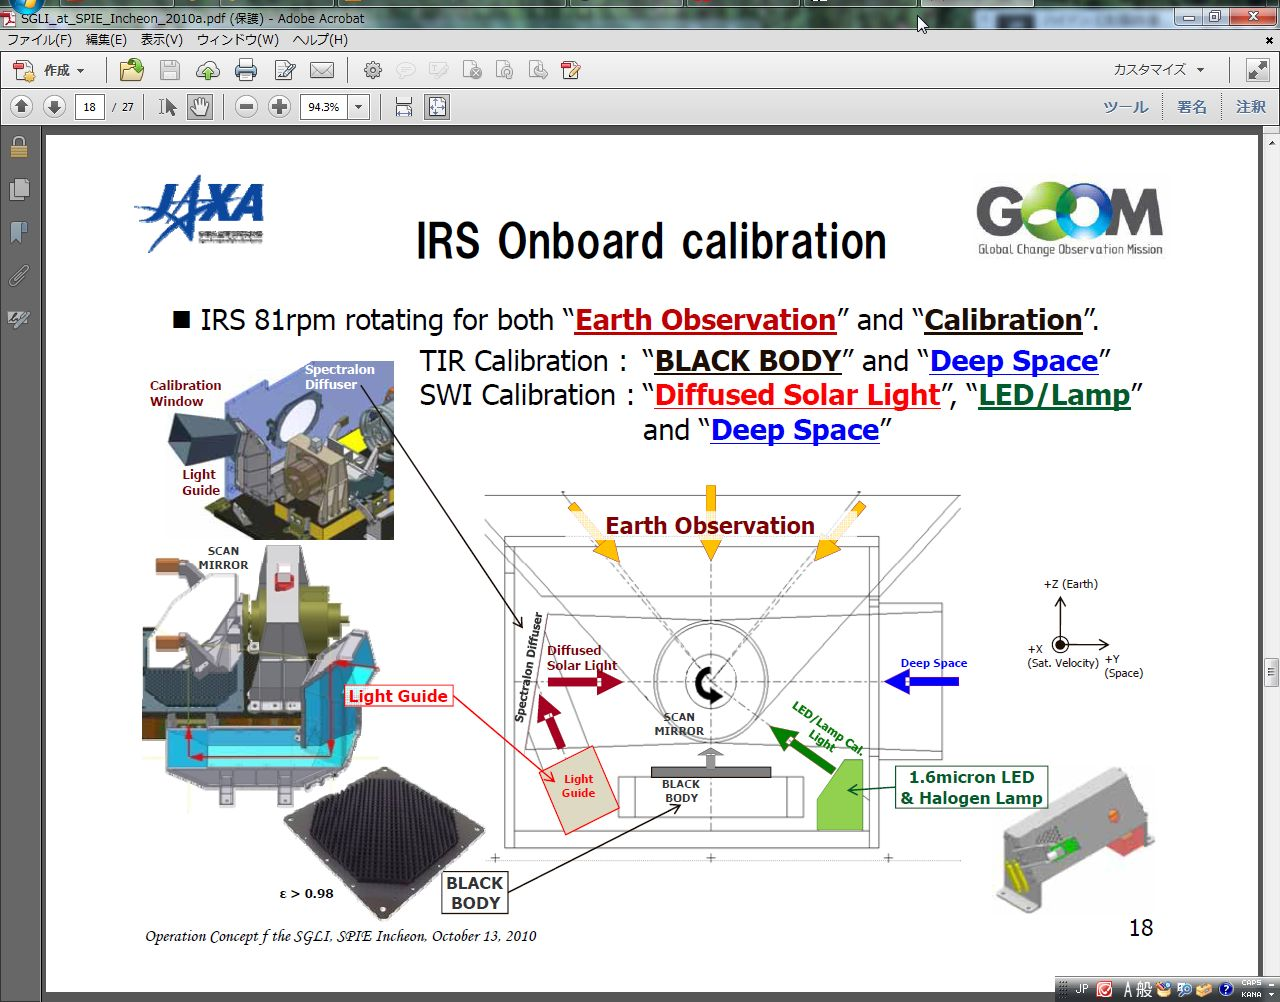 SGLI_at_SPIE_Incheon_2010a.pdf (保護) - Adobe Acrobat
ファイル(F) 編集(E) 表示(V) ウィンドウ(W) ヘルプ(H)
作成
カスタマイズ
18 / 27
94.3%
ツール 署名 注釈
JAXA
GCOM
Global Change Observation Mission
IRS Onboard calibration
■ IRS 81rpm rotating for both “Earth Observation” and “Calibration”.
TIR Calibration : “BLACK BODY” and “Deep Space”
SWI Calibration : “Diffused Solar Light”, “LED/Lamp”
and “Deep Space”
Spectralon
Diffuser
Calibration
Window
Light
Guide
SCAN
MIRROR
Light Guide
Earth Observation
Spectralon Diffuser
Diffused
Solar Light
Deep Space
SCAN
MIRROR
LED/Lamp Cal.
Light
Light
Guide
BLACK
BODY
1.6micron LED
& Halogen Lamp
+Z (Earth)
+X
(Sat. Velocity)
+Y
(Space)
ε > 0.98
BLACK
BODY
Operation Concept f the SGLI, SPIE Incheon, October 13, 2010
18
JP A 般 CAPS
KANA